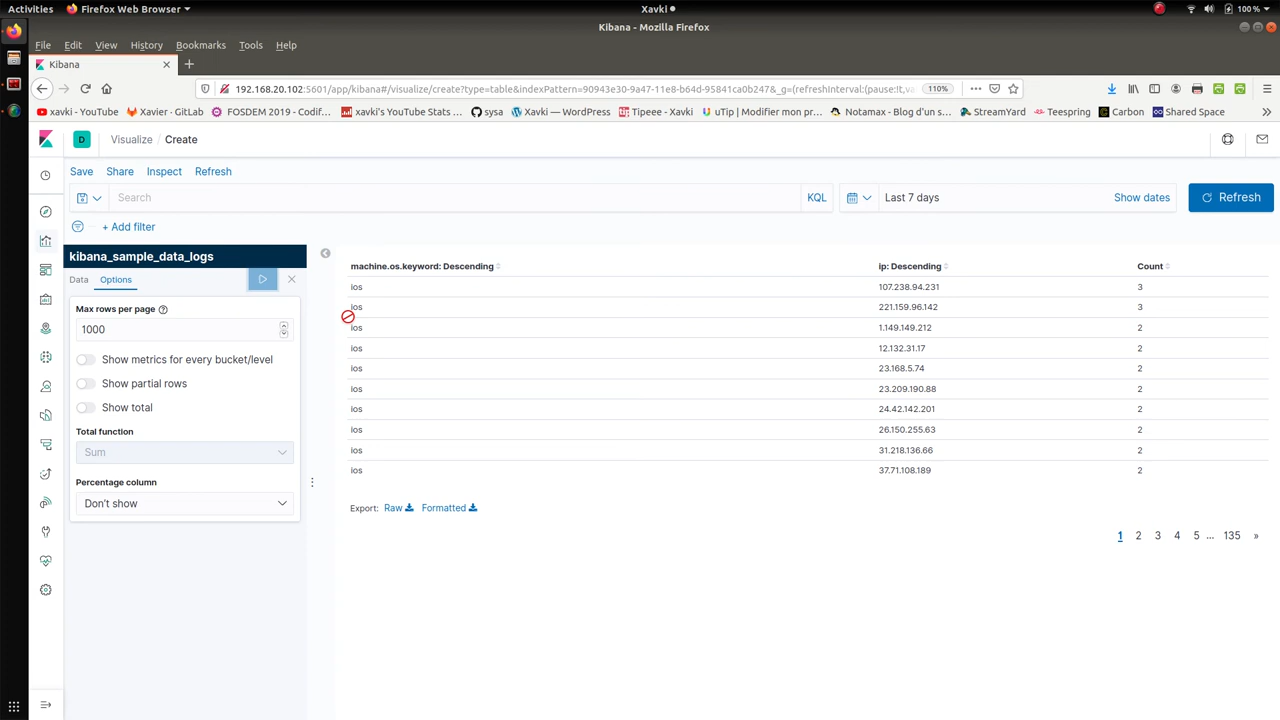 Activities Firefox Web Browser Xavki 100 %
Kibana - Mozilla Firefox
File Edit View History Bookmarks Tools Help
Kibana
192.168.20.102:5601/app/kibana#/visualize/create?type=table&indexPattern=90943e30-9a47-11e8-b64d-95841ca0b247&_g=(refreshInterval:(pause:!t,va 110%
xavki - YouTube Xavier - GitLab FOSDEM 2019 - Codif... xavki's YouTube Stats ... sysa Xavki — WordPress Tipeee - Xavki uTip | Modifier mon pr... Notamax - Blog d'un s... StreamYard Teespring Carbon Shared Space
D Visualize / Create
Save Share Inspect Refresh
Search KQL Last 7 days Show dates Refresh
+ Add filter
kibana_sample_data_logs
Data Options
Max rows per page
1000
Show metrics for every bucket/level
Show partial rows
Show total
Total function
Sum
Percentage column
Don't show
machine.os.keyword: Descending ip: Descending Count
ios 107.238.94.231 3
ios 221.159.96.142 3
ios 1.149.149.212 2
ios 12.132.31.17 2
ios 23.168.5.74 2
ios 23.209.190.88 2
ios 24.42.142.201 2
ios 26.150.255.63 2
ios 31.218.136.66 2
ios 37.71.108.189 2
Export: Raw Formatted
1 2 3 4 5 ... 135 »